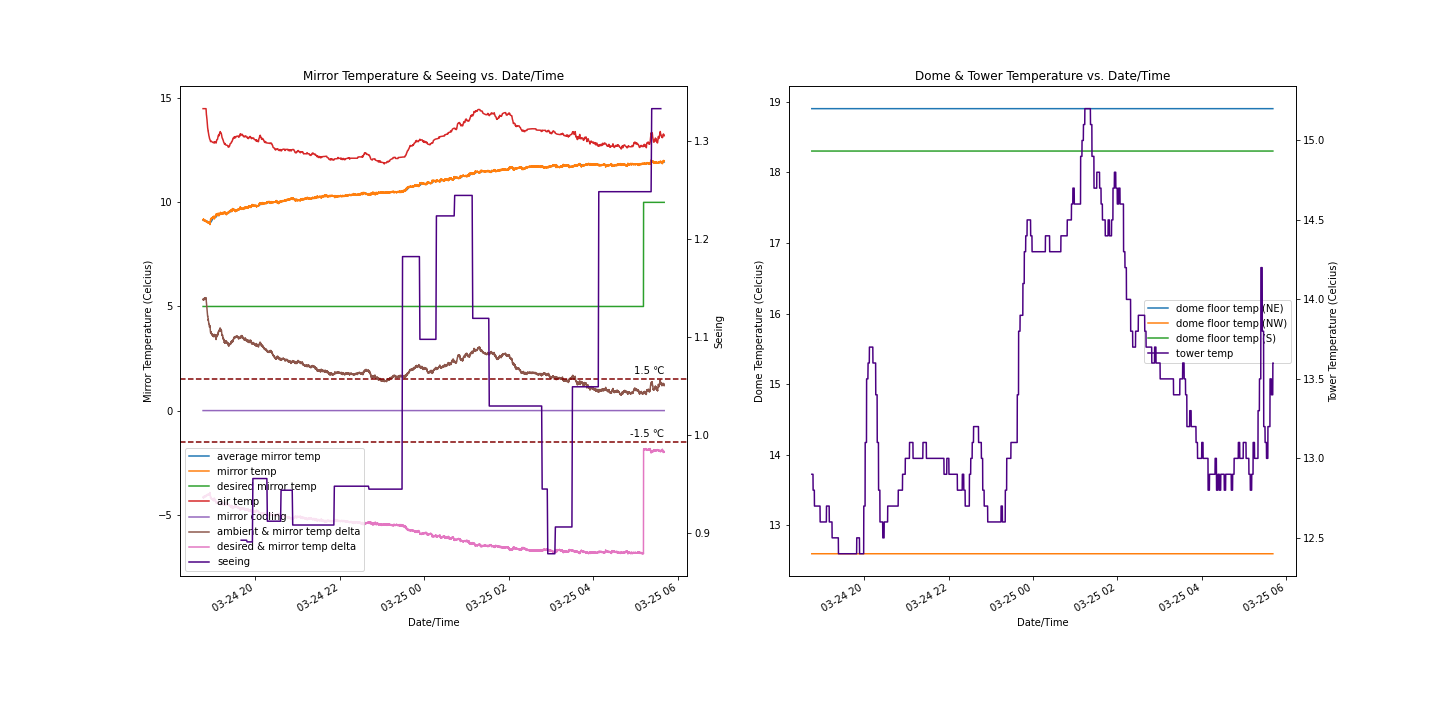 Mirror Temperature & Seeing vs. Date/Time
Mirror Temperature (Celcius)
15
10
5
0
−5
1.3
1.2
1.1
1.0
0.9
Seeing
1.5 °C
-1.5 °C
average mirror temp
mirror temp
desired mirror temp
air temp
mirror cooling
ambient & mirror temp delta
desired & mirror temp delta
seeing
03-24 20
03-24 22
03-25 00
03-25 02
03-25 04
03-25 06
Date/Time
Dome & Tower Temperature vs. Date/Time
Dome Temperature (Celcius)
19
18
17
16
15
14
13
15.0
14.5
14.0
13.5
13.0
12.5
Tower Temperature (Celcius)
dome floor temp (NE)
dome floor temp (NW)
dome floor temp (S)
tower temp
03-24 20
03-24 22
03-25 00
03-25 02
03-25 04
03-25 06
Date/Time